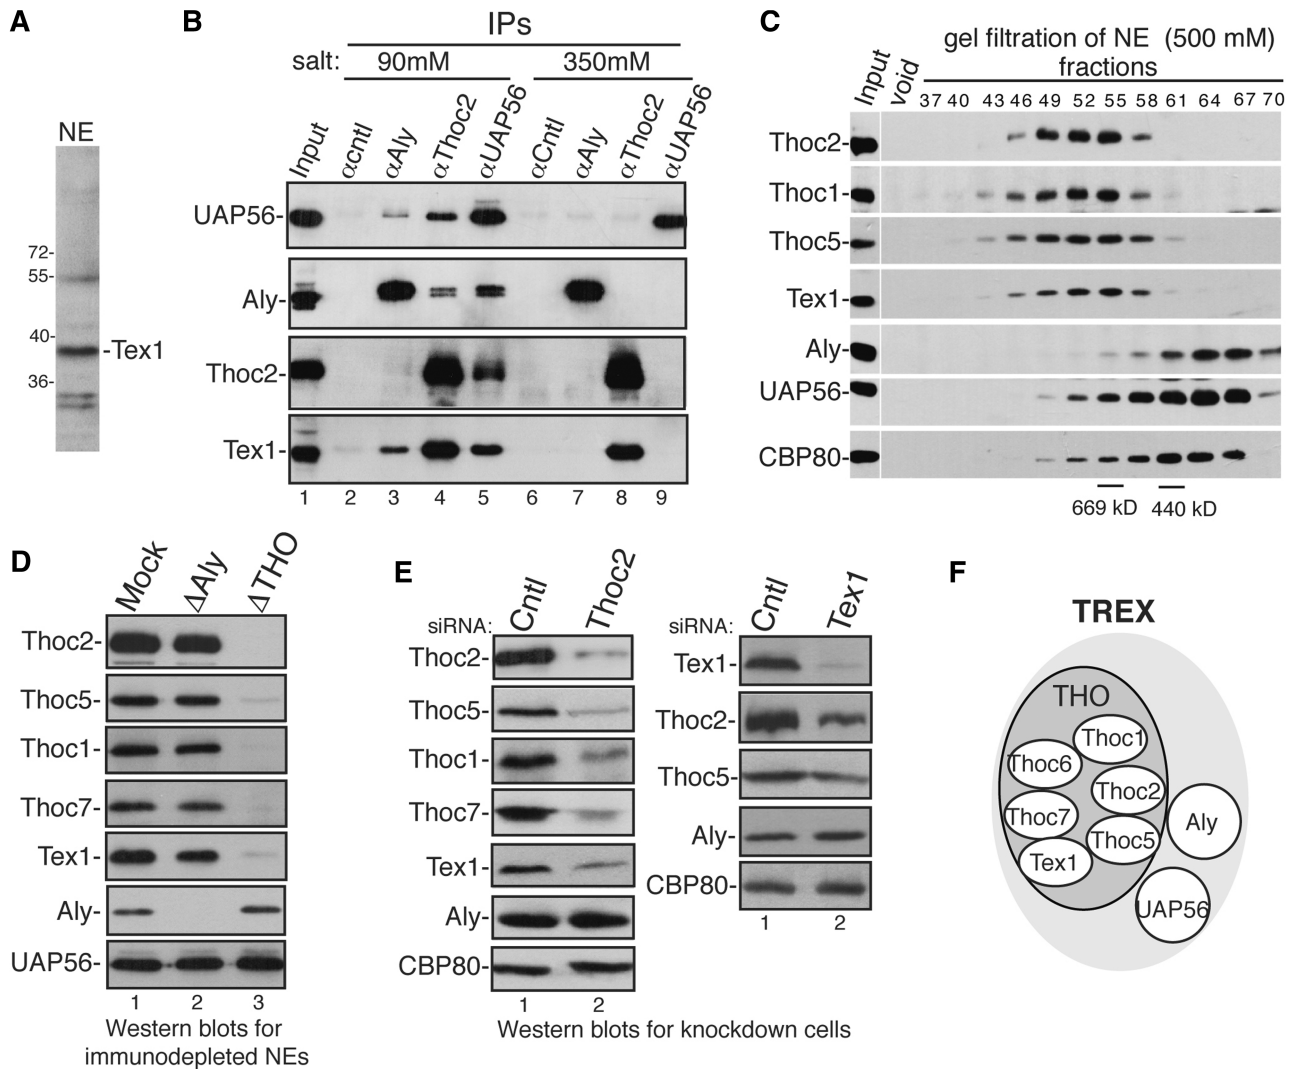 A
NE
72-
55-
40-
-Tex1
36-
B
IPs
salt: 90mM 350mM
Input αcntl αAly αThoc2 αUAP56 αCntl αAly αThoc2 αUAP56
UAP56-
Aly-
Thoc2-
Tex1-
1 2 3 4 5 6 7 8 9
C
gel filtration of NE (500 mM)
fractions
Input void 37 40 43 46 49 52 55 58 61 64 67 70
Thoc2-
Thoc1-
Thoc5-
Tex1-
Aly-
UAP56-
CBP80-
669 kD 440 kD
D
Mock ΔAly ΔTHO
Thoc2-
Thoc5-
Thoc1-
Thoc7-
Tex1-
Aly-
UAP56-
1 2 3
Western blots for
immunodepleted NEs
E
siRNA: Cntl Thoc2
Thoc2-
Thoc5-
Thoc1-
Thoc7-
Tex1-
Aly-
CBP80-
1 2
siRNA: Cntl Tex1
Tex1-
Thoc2-
Thoc5-
Aly-
CBP80-
1 2
Western blots for knockdown cells
F
TREX
THO
Thoc1
Thoc6
Thoc2
Thoc7
Thoc5
Tex1
Aly
UAP56